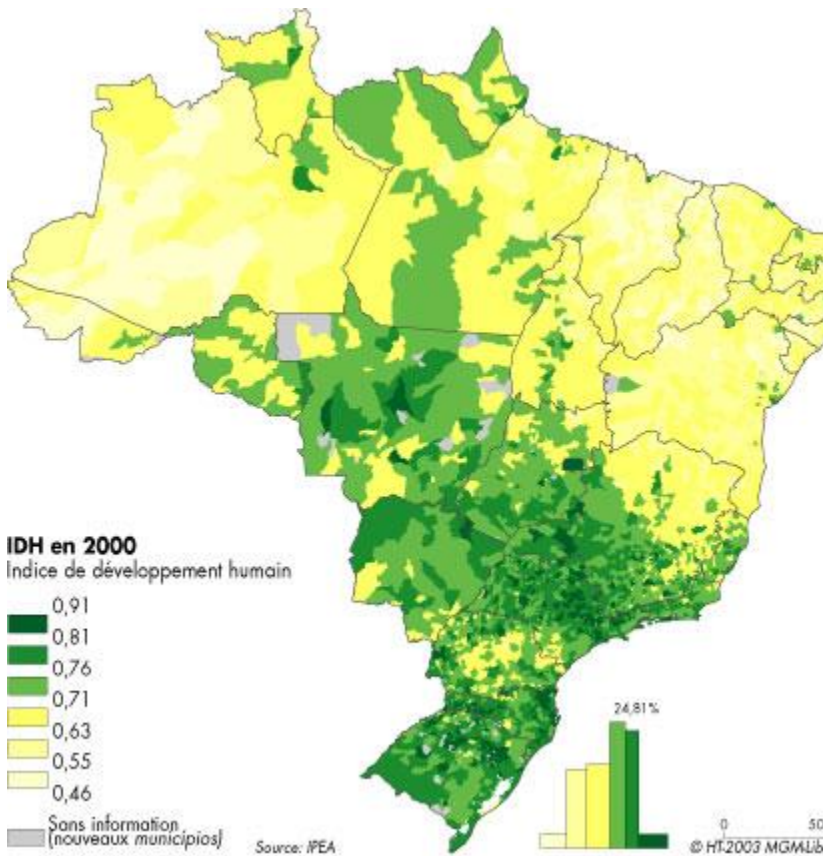 IDH en 2000
Indice de développement humain
0,91
0,81
0,76
0,71
0,63
0,55
0,46
Sans information
(nouveaux municipios)
Source: IPEA
24,81%
0 50
© HT-2003 MGM-Lib